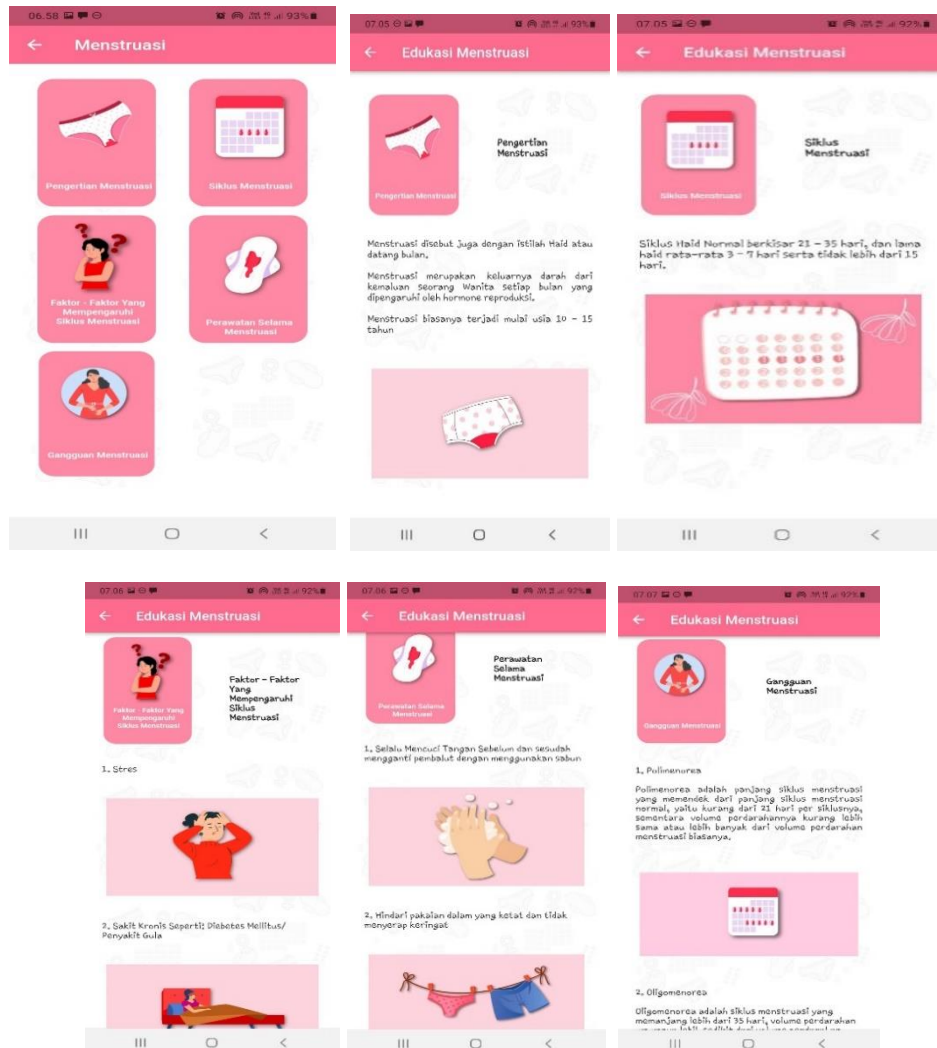 06.58
93%
Menstruasi
Pengertian Menstruasi
Siklus Menstruasi
Faktor - Faktor Yang
Mempengaruhi
Siklus Menstruasi
Perawatan Selama
Menstruasi
Gangguan Menstruasi
07.05
93%
Edukasi Menstruasi
Pengertian Menstruasi
Pengertian
Menstruasi
Menstruasi disebut juga dengan istilah Haid atau
datang bulan.
Menstruasi merupakan keluarnya darah dari
kemaluan seorang Wanita setiap bulan yang
dipengaruhi oleh hormone reproduksi.
Menstruasi biasanya terjadi mulai usia 10 – 15
tahun
07.05
92%
Edukasi Menstruasi
Siklus Menstruasi
Siklus
Menstruasi
Siklus Haid Normal berkisar 21 – 35 hari, dan lama
haid rata-rata 3 – 7 hari serta tidak lebih dari 15
hari.
07.06
92%
Edukasi Menstruasi
Faktor - Faktor Yang
Mempengaruhi
Siklus Menstruasi
Faktor – Faktor
Yang
Mempengaruhi
Siklus
Menstruasi
1. Stres
2. Sakit Kronis Seperti: Diabetes Mellitus/
Penyakit Gula
07.06
92%
Edukasi Menstruasi
Perawatan Selama
Menstruasi
Perawatan
Selama
Menstruasi
1. Selalu Mencuci Tangan Sebelum dan sesudah
mengganti pembalut dengan menggunakan sabun
2. Hindari pakaian dalam yang ketat dan tidak
menyerap keringat
07.07
92%
Edukasi Menstruasi
Gangguan Menstruasi
Gangguan
Menstruasi
1. Polimenorea
Polimenorea adalah panjang siklus menstruasi
yang memendek dari panjang siklus menstruasi
normal, yaitu kurang dari 21 hari per siklusnya,
sementara volume perdarahannya kurang lebih
sama atau lebih banyak dari volume perdarahan
menstruasi biasanya.
2. Oligomenorea
Oligomenorea adalah siklus menstruasi yang
memanjang lebih dari 35 hari, volume perdarahan